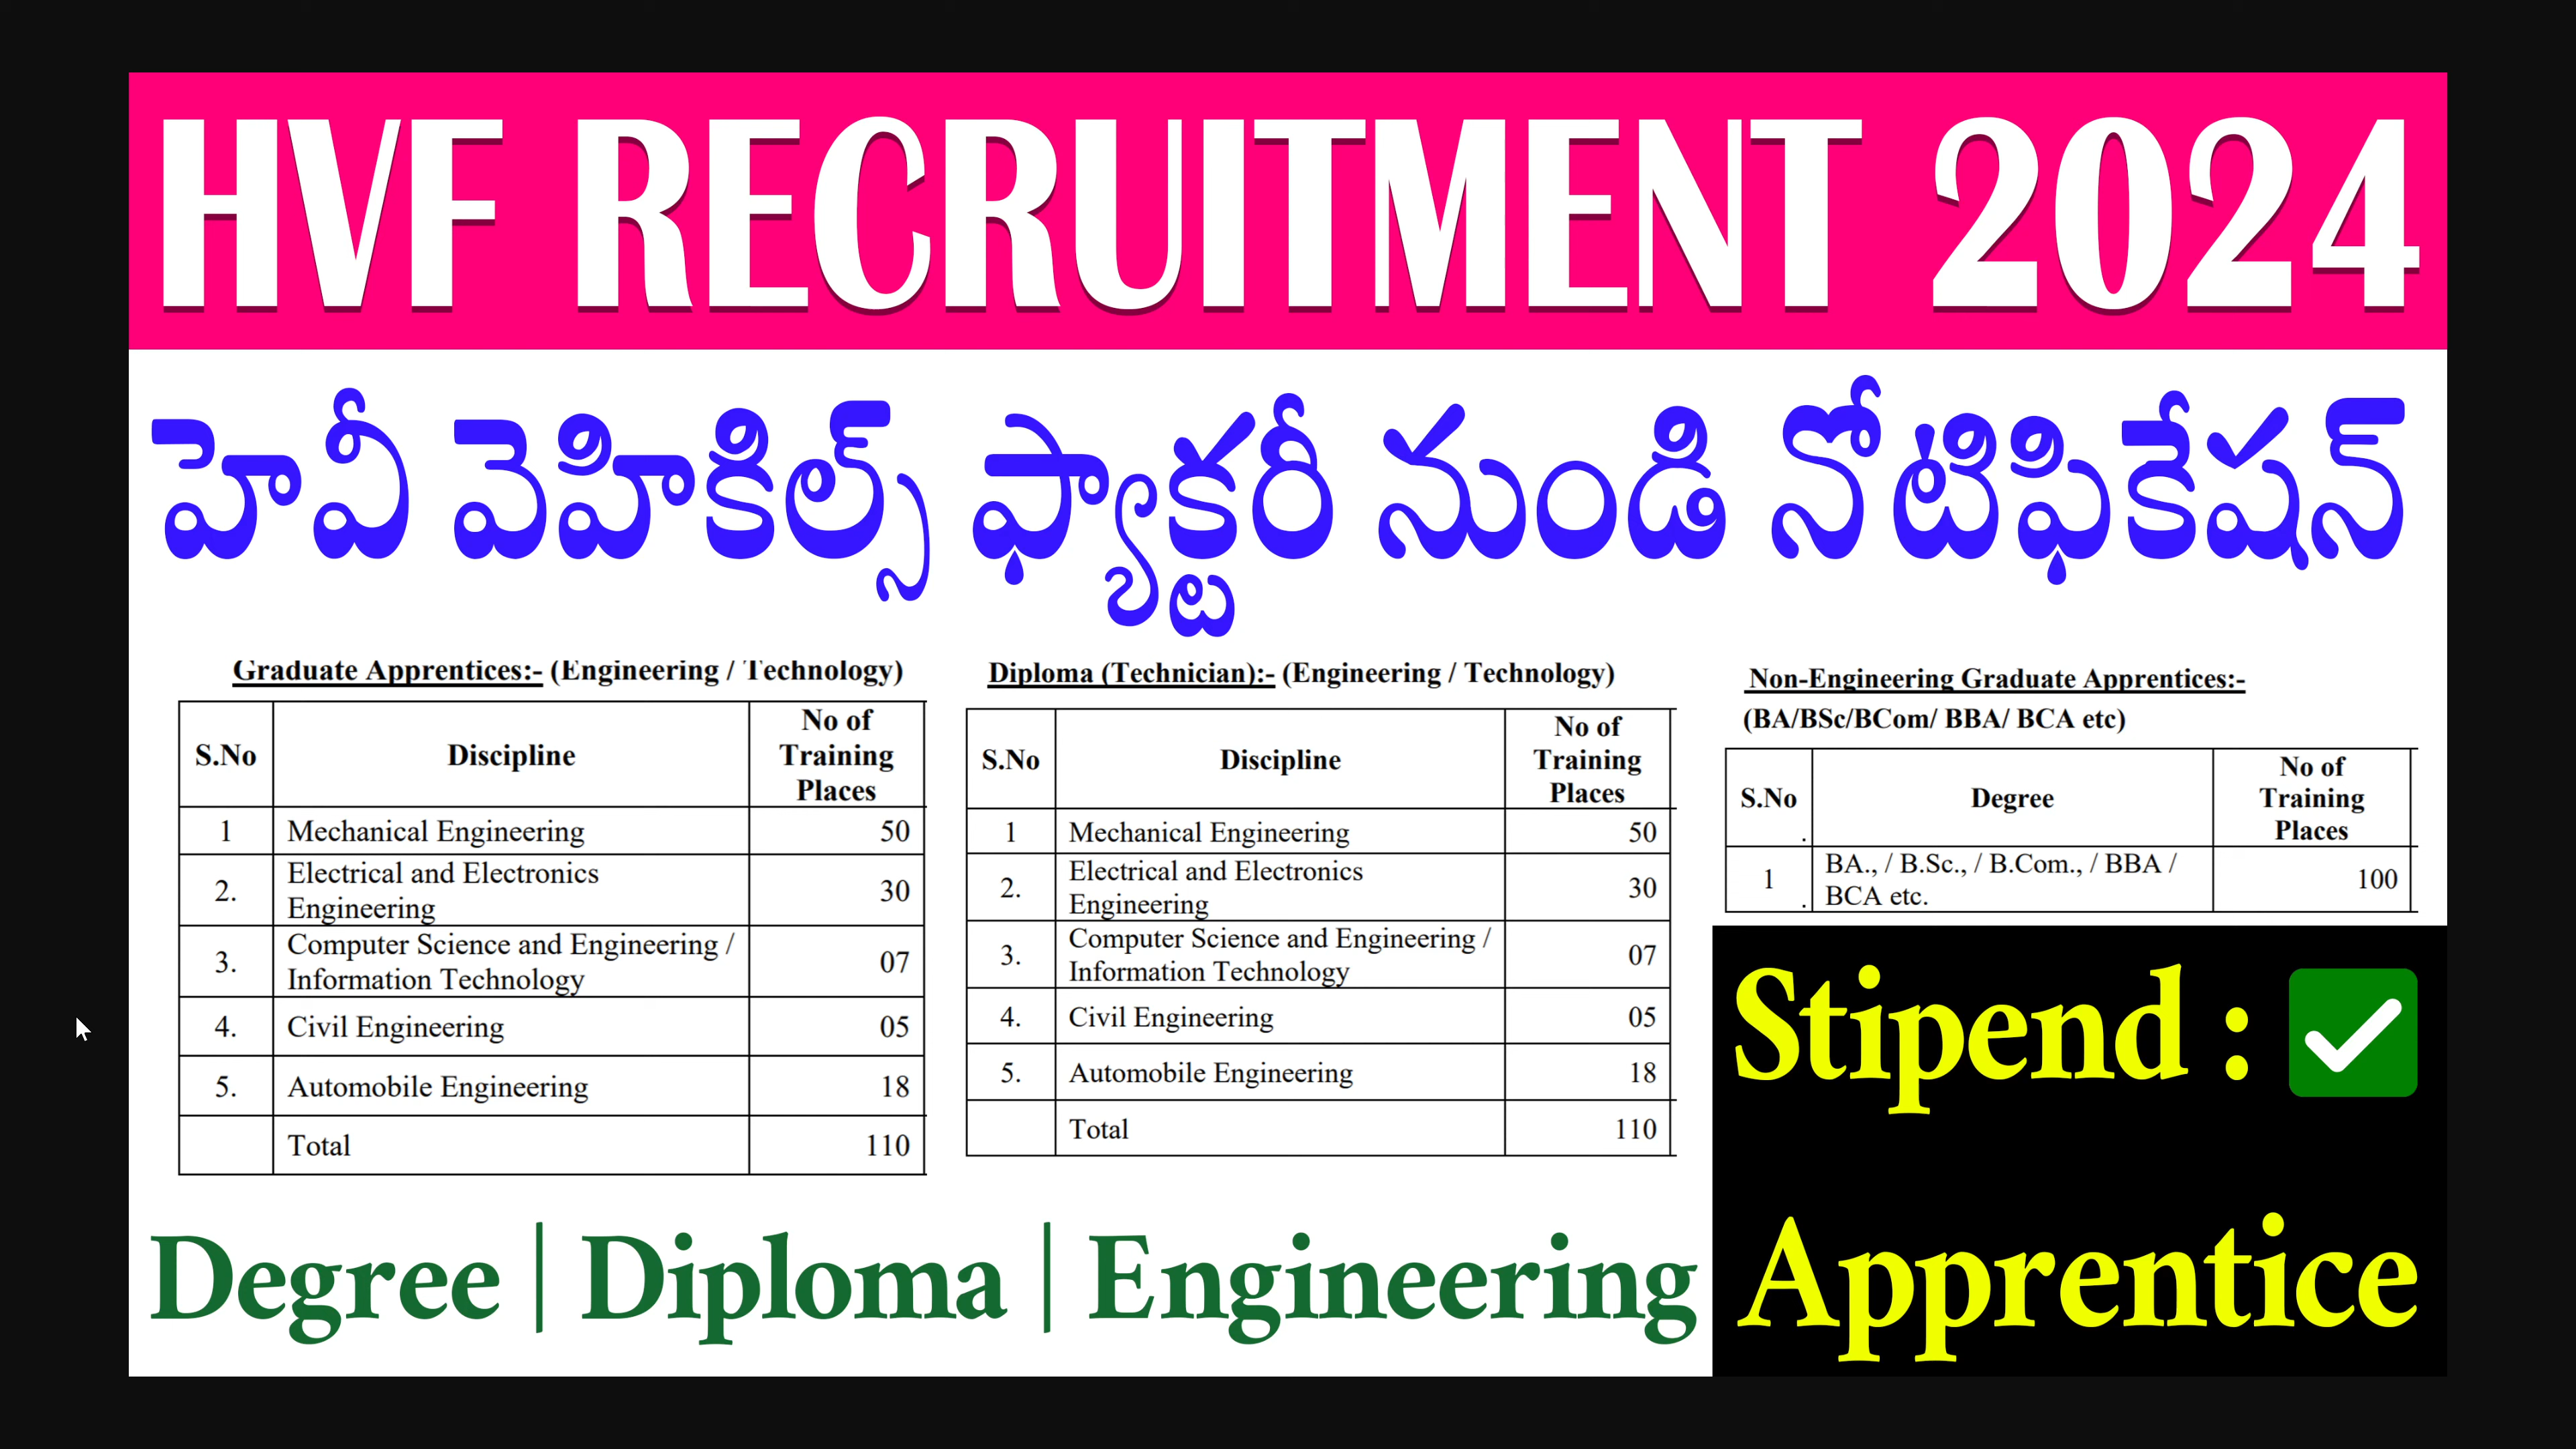 HVF RECRUITMENT 2024
హెవీ వెహికిల్స్ ఫ్యాక్టరీ నుండి నోటిఫికేషన్
Graduate Apprentices:- (Engineering / Technology)
S.No Discipline No of Training Places
1 Mechanical Engineering 50
2. Electrical and Electronics Engineering 30
3. Computer Science and Engineering / Information Technology 07
4. Civil Engineering 05
5. Automobile Engineering 18
Total 110
Diploma (Technician):- (Engineering / Technology)
S.No Discipline No of Training Places
1 Mechanical Engineering 50
2. Electrical and Electronics Engineering 30
3. Computer Science and Engineering / Information Technology 07
4. Civil Engineering 05
5. Automobile Engineering 18
Total 110
Non-Engineering Graduate Apprentices:-
(BA/BSc/BCom/ BBA/ BCA etc)
S.No. Degree No of Training Places
1. BA., / B.Sc., / B.Com., / BBA / BCA etc. 100
Stipend : ✅
Apprentice
Degree | Diploma | Engineering